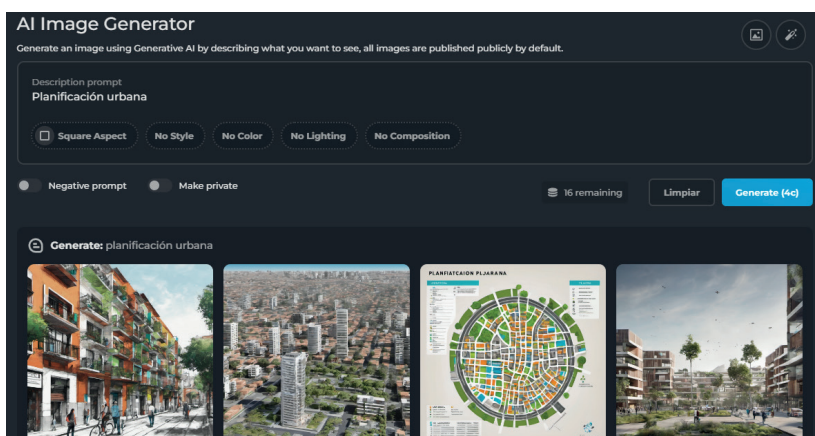 AI Image Generator
Generate an image using Generative AI by describing what you want to see, all images are published publicly by default.
Description prompt
Planificación urbana
Square Aspect No Style No Color No Lighting No Composition
Negative prompt Make private 16 remaining Limpiar Generate (4c)
Generate: planificación urbana
PLANFIATCAION PLJARANA